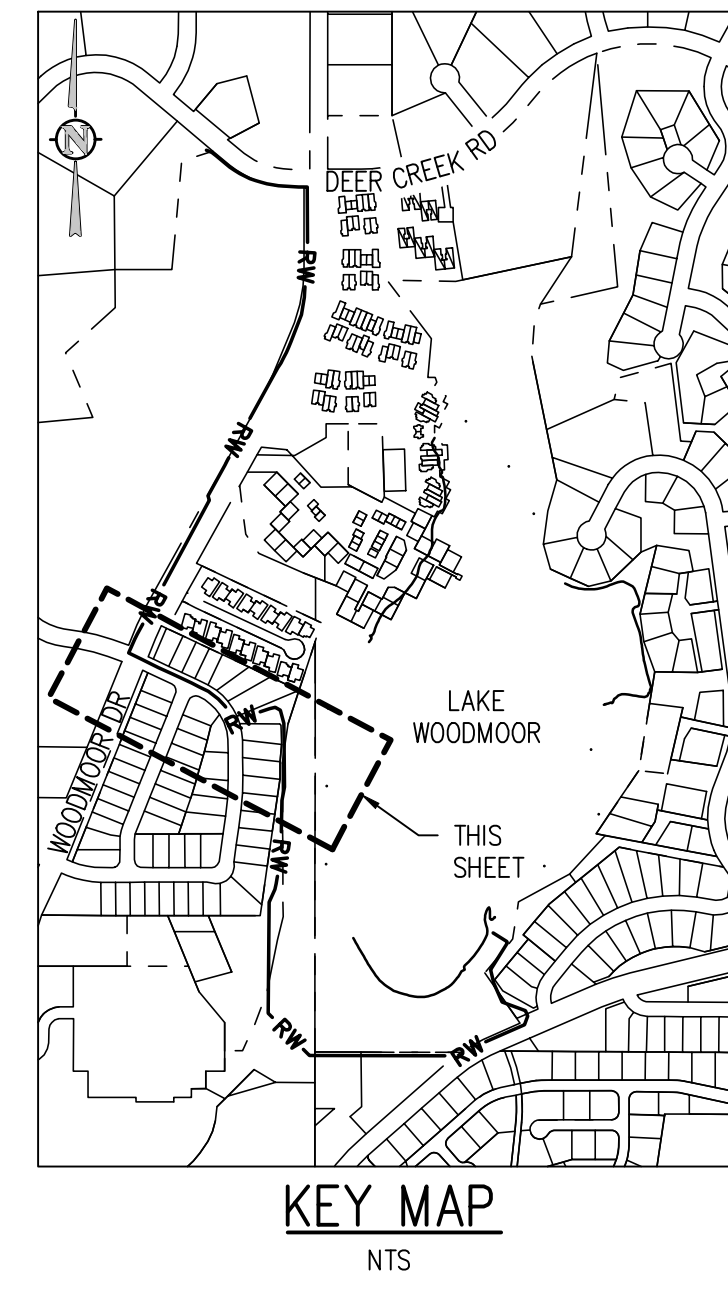 N
DEER CREEK RD
RW
RW
RW
RW
LAKE
WOODMOOR
WOODMOOR DR
THIS
SHEET
RW
RW
RW
KEY MAP
NTS